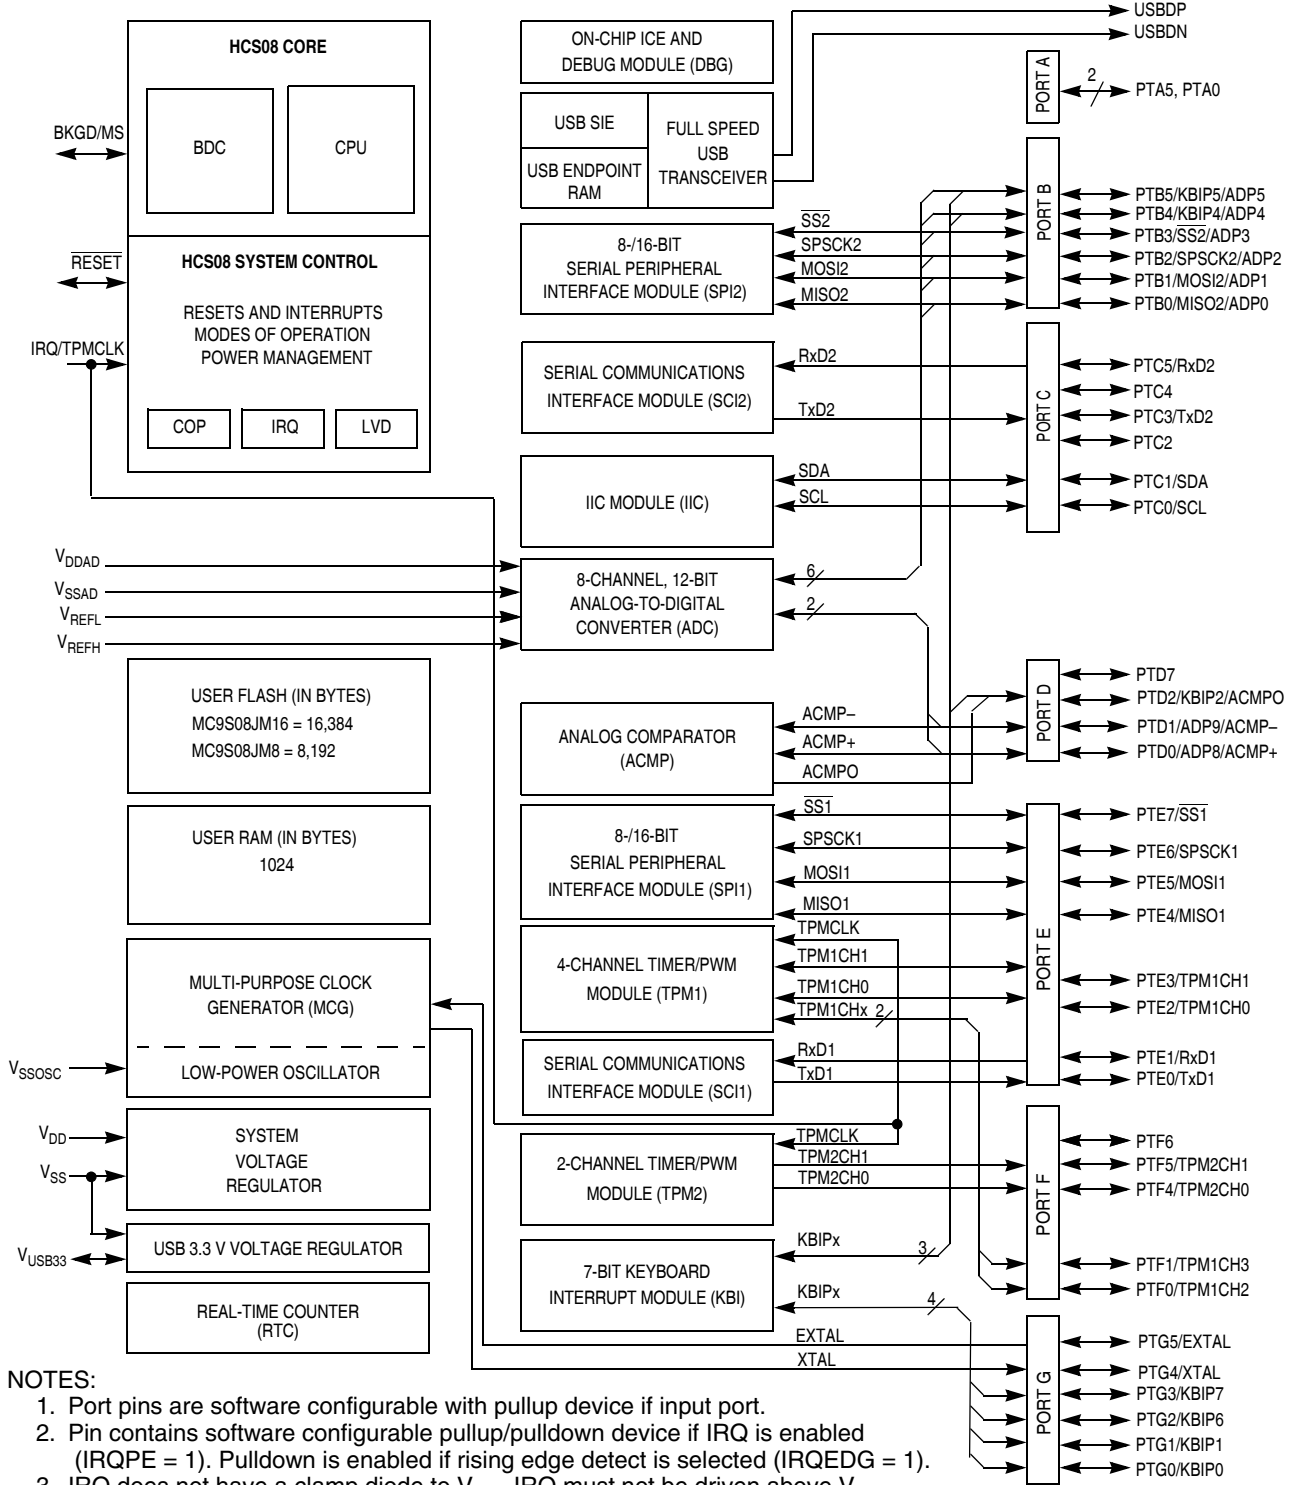 HCS08 CORE
BDC
CPU
BKGD/MS
RESET
HCS08 SYSTEM CONTROL
RESETS AND INTERRUPTS
MODES OF OPERATION
POWER MANAGEMENT
IRQ/TPMCLK
COP
IRQ
LVD
VDDAD
VSSAD
VREFL
VREFH
USER FLASH (IN BYTES)
MC9S08JM16 = 16,384
MC9S08JM8 = 8,192
USER RAM (IN BYTES)
1024
MULTI-PURPOSE CLOCK
GENERATOR (MCG)
LOW-POWER OSCILLATOR
VSSOSC
VDD
VSS
SYSTEM
VOLTAGE
REGULATOR
VUSB33
USB 3.3 V VOLTAGE REGULATOR
REAL-TIME COUNTER
(RTC)
ON-CHIP ICE AND
DEBUG MODULE (DBG)
USB SIE
USB ENDPOINT
RAM
FULL SPEED
USB
TRANSCEIVER
8-/16-BIT
SERIAL PERIPHERAL
INTERFACE MODULE (SPI2)
SS2
SPSCK2
MOSI2
MISO2
SERIAL COMMUNICATIONS
INTERFACE MODULE (SCI2)
RxD2
TxD2
IIC MODULE (IIC)
SDA
SCL
8-CHANNEL, 12-BIT
ANALOG-TO-DIGITAL
CONVERTER (ADC)
6
2
ANALOG COMPARATOR
(ACMP)
ACMP–
ACMP+
ACMPO
8-/16-BIT
SERIAL PERIPHERAL
INTERFACE MODULE (SPI1)
SS1
SPSCK1
MOSI1
MISO1
4-CHANNEL TIMER/PWM
MODULE (TPM1)
TPMCLK
TPM1CH1
TPM1CH0
TPM1CHx 2
SERIAL COMMUNICATIONS
INTERFACE MODULE (SCI1)
RxD1
TxD1
2-CHANNEL TIMER/PWM
MODULE (TPM2)
TPMCLK
TPM2CH1
TPM2CH0
7-BIT KEYBOARD
INTERRUPT MODULE (KBI)
KBIPx 3
KBIPx 4
EXTAL
XTAL
USBDP
USBDN
PORT A
2
PTA5, PTA0
PORT B
PTB5/KBIP5/ADP5
PTB4/KBIP4/ADP4
PTB3/SS2/ADP3
PTB2/SPSCK2/ADP2
PTB1/MOSI2/ADP1
PTB0/MISO2/ADP0
PORT C
PTC5/RxD2
PTC4
PTC3/TxD2
PTC2
PTC1/SDA
PTC0/SCL
PORT D
PTD7
PTD2/KBIP2/ACMPO
PTD1/ADP9/ACMP–
PTD0/ADP8/ACMP+
PORT E
PTE7/SS1
PTE6/SPSCK1
PTE5/MOSI1
PTE4/MISO1
PTE3/TPM1CH1
PTE2/TPM1CH0
PTE1/RxD1
PTE0/TxD1
PORT F
PTF6
PTF5/TPM2CH1
PTF4/TPM2CH0
PTF1/TPM1CH3
PTF0/TPM1CH2
PORT G
PTG5/EXTAL
PTG4/XTAL
PTG3/KBIP7
PTG2/KBIP6
PTG1/KBIP1
PTG0/KBIP0
NOTES:
1. Port pins are software configurable with pullup device if input port.
2. Pin contains software configurable pullup/pulldown device if IRQ is enabled
(IRQPE = 1). Pulldown is enabled if rising edge detect is selected (IRQEDG = 1).
3. IRQ does not have a clamp diode to V IRQ must not be driven above V